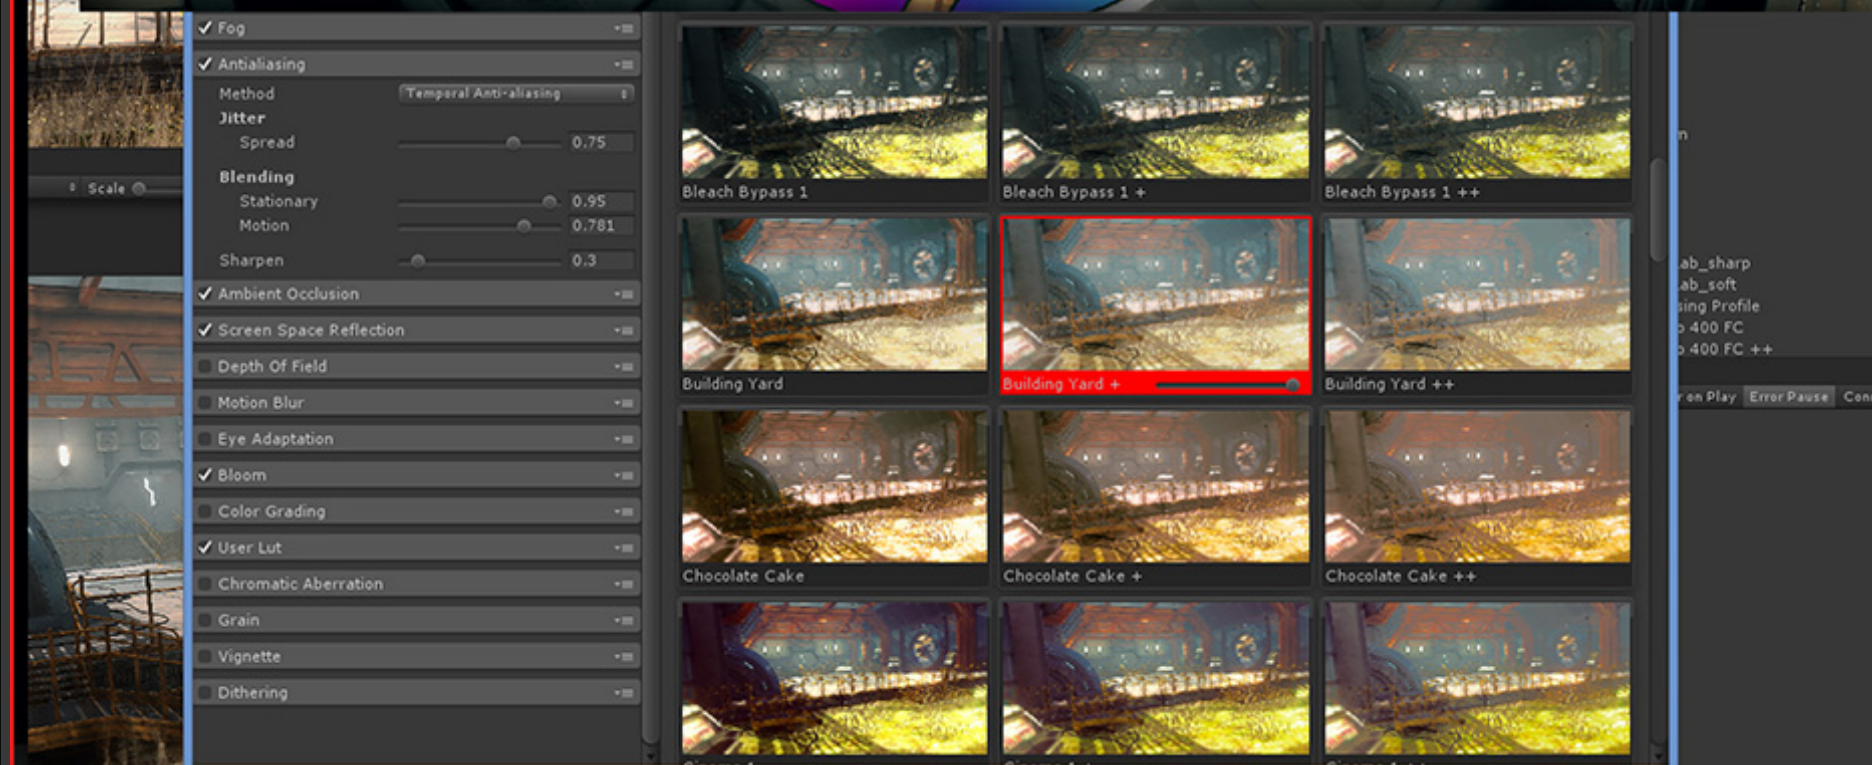 Fog
Antialiasing
Method Temporal Anti-aliasing
Jitter
Spread 0.75
Blending
Stationary 0.95
Motion 0.781
Sharpen 0.3
Ambient Occlusion
Screen Space Reflection
Depth Of Field
Motion Blur
Eye Adaptation
Bloom
Color Grading
User Lut
Chromatic Aberration
Grain
Vignette
Dithering
Scale
Bleach Bypass 1
Bleach Bypass 1 +
Bleach Bypass 1 ++
Building Yard
Building Yard +
Building Yard ++
Chocolate Cake
Chocolate Cake +
Chocolate Cake ++
ab_sharp
ab_soft
sing Profile
400 FC
400 FC ++
on Play Error Pause